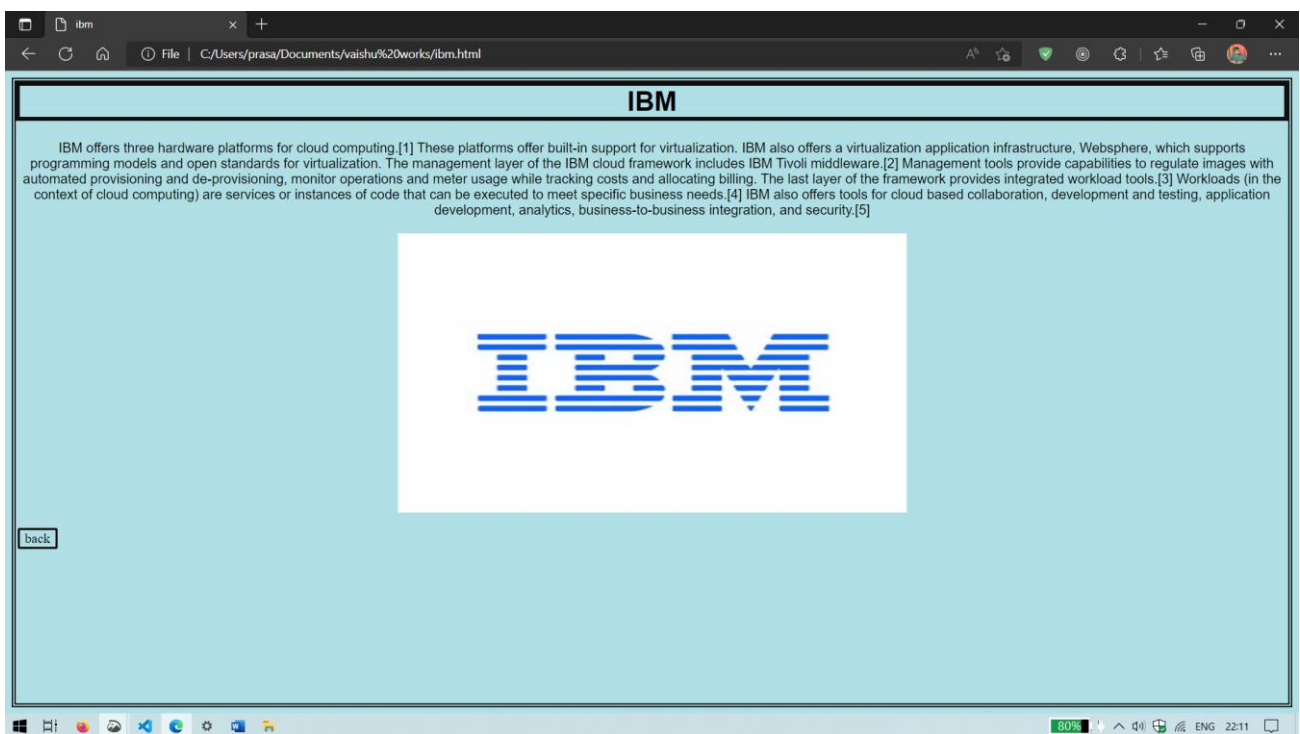 ibm
File | C:/Users/prasa/Documents/vaishu%20works/ibm.html
IBM
IBM offers three hardware platforms for cloud computing.[1] These platforms offer built-in support for virtualization. IBM also offers a virtualization application infrastructure, Websphere, which supports
programming models and open standards for virtualization. The management layer of the IBM cloud framework includes IBM Tivoli middleware.[2] Management tools provide capabilities to regulate images with
automated provisioning and de-provisioning, monitor operations and meter usage while tracking costs and allocating billing. The last layer of the framework provides integrated workload tools.[3] Workloads (in the
context of cloud computing) are services or instances of code that can be executed to meet specific business needs.[4] IBM also offers tools for cloud based collaboration, development and testing, application
development, analytics, business-to-business integration, and security.[5]
IBM
back
80% ENG 22:11